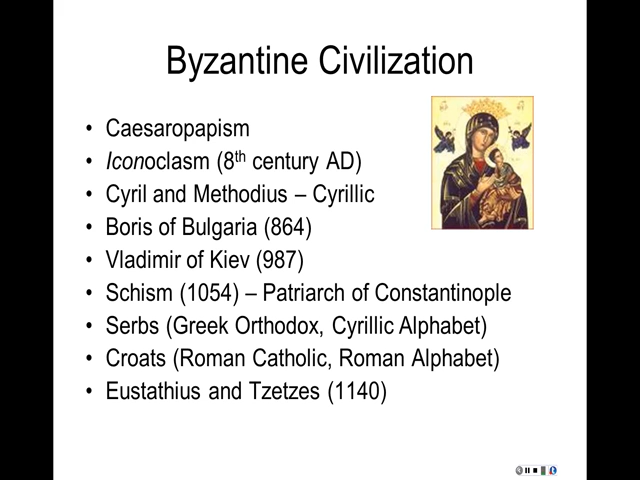 Byzantine Civilization
• Caesaropapism
• Iconoclasm (8th century AD)
• Cyril and Methodius – Cyrillic
• Boris of Bulgaria (864)
• Vladimir of Kiev (987)
• Schism (1054) – Patriarch of Constantinople
• Serbs (Greek Orthodox, Cyrillic Alphabet)
• Croats (Roman Catholic, Roman Alphabet)
• Eustathius and Tzetzes (1140)